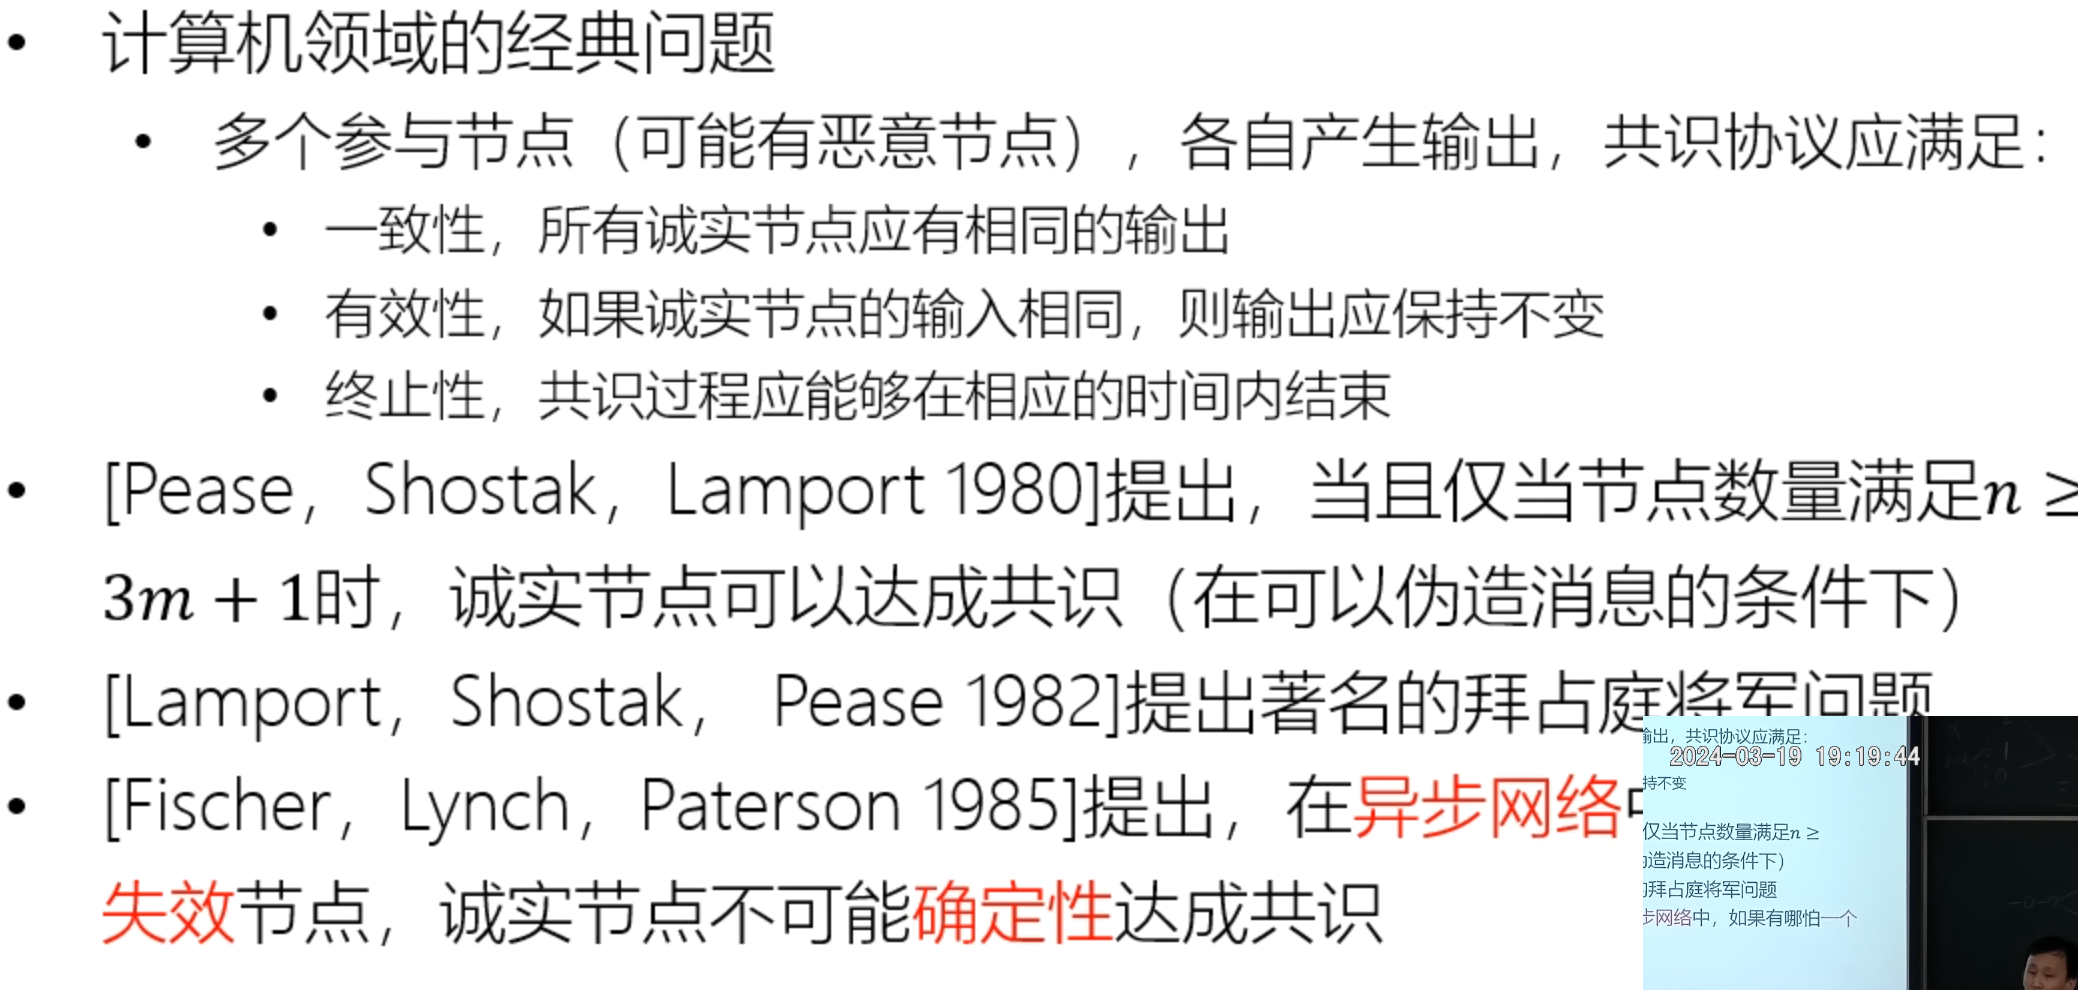 • 计算机领域的经典问题
• 多个参与节点（可能有恶意节点），各自产生输出，共识协议应满足：
• 一致性，所有诚实节点应有相同的输出
• 有效性，如果诚实节点的输入相同，则输出应保持不变
• 终止性，共识过程应能够在相应的时间内结束
• [Pease，Shostak，Lamport 1980]提出，当且仅当节点数量满足n ≥
3m + 1时，诚实节点可以达成共识（在可以伪造消息的条件下）
• [Lamport，Shostak， Pease 1982]提出著名的拜占庭将军问题
• [Fischer，Lynch，Paterson 1985]提出，在异步网络
失效节点，诚实节点不可能确定性达成共识
输出，共识协议应满足：
2024-03-19 19:19:44
持不变
仅当节点数量满足n ≥
造消息的条件下）
拜占庭将军问题
步网络中，如果有哪怕一个